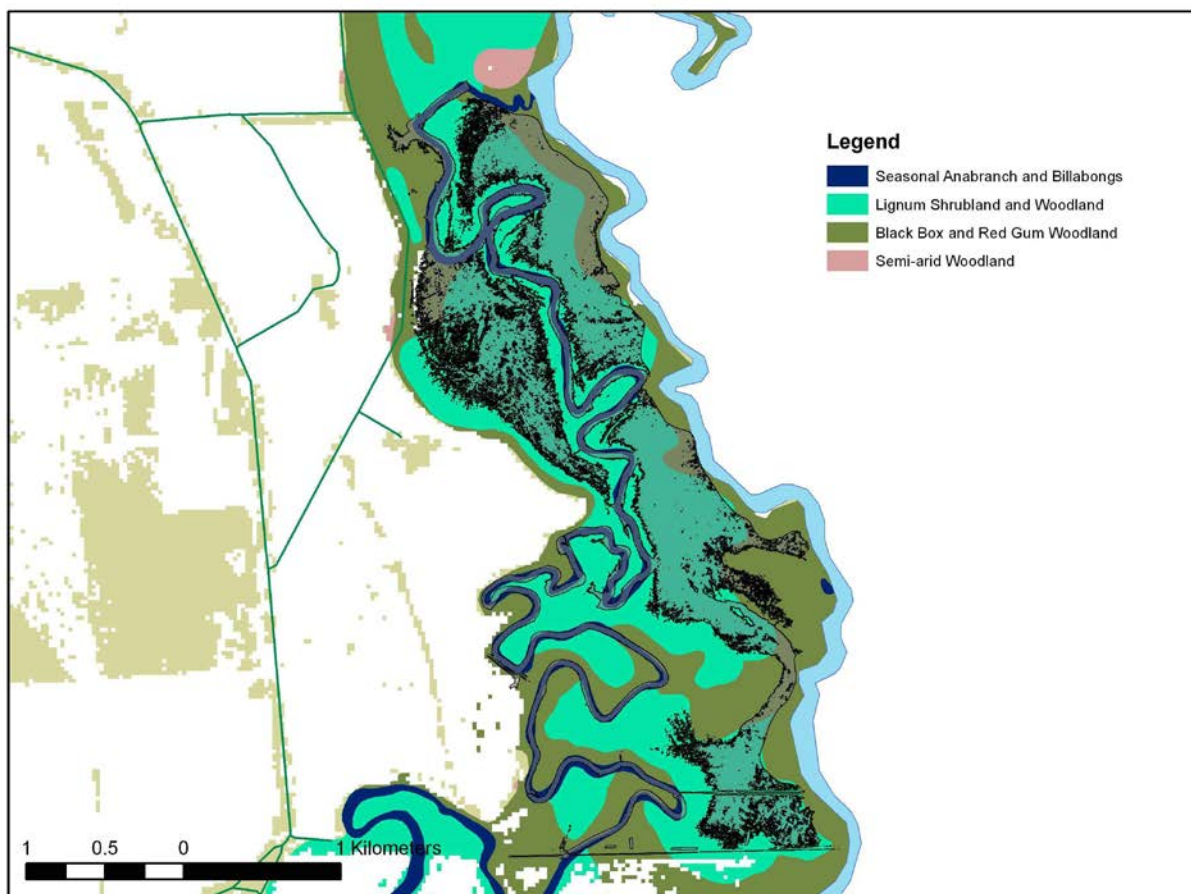 Legend
Seasonal Anabranch and Billabongs
Lignum Shrubland and Woodland
Black Box and Red Gum Woodland
Semi-arid Woodland
1 0.5 0 1 Kilometers